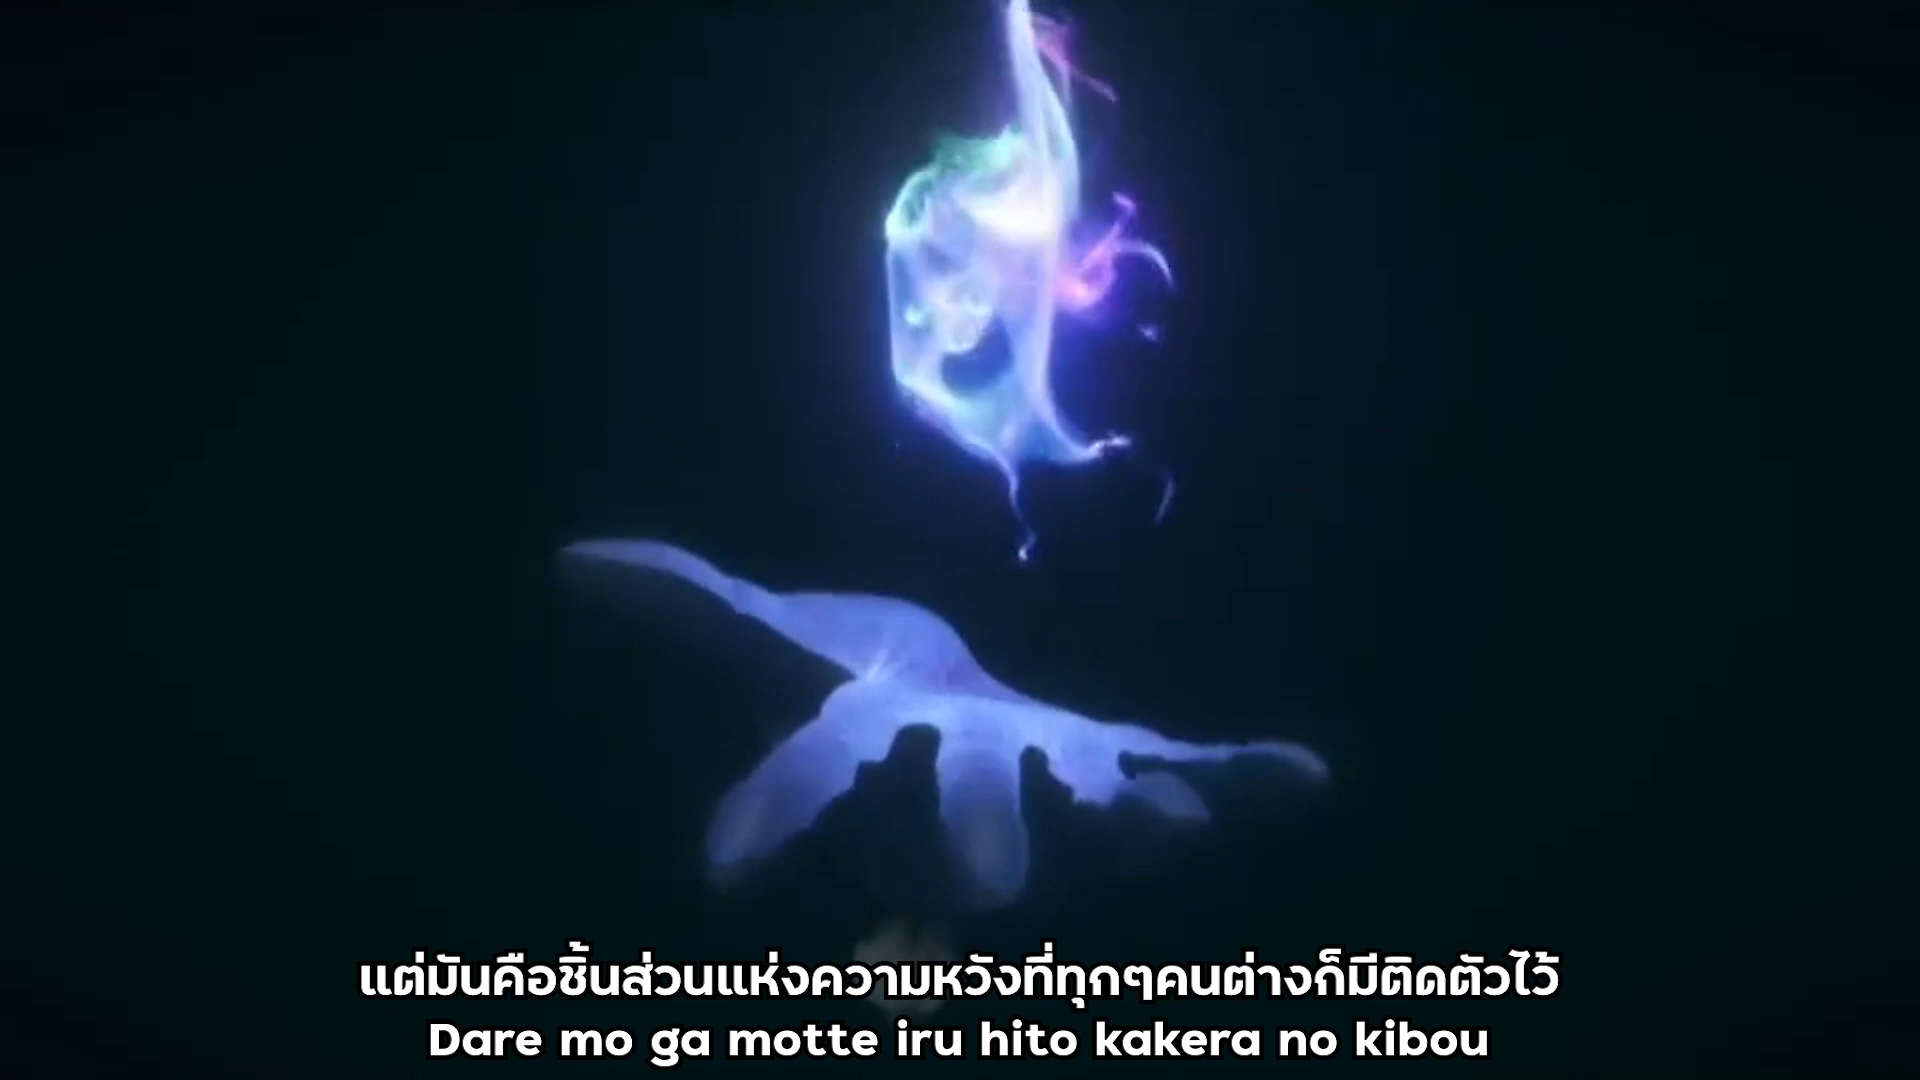 แต่มันคือชิ้นส่วนแห่งความหวังที่ทุกๆคนต่างก็มีติดตัวไว้
Dare mo ga motte iru hito kakera no kibou